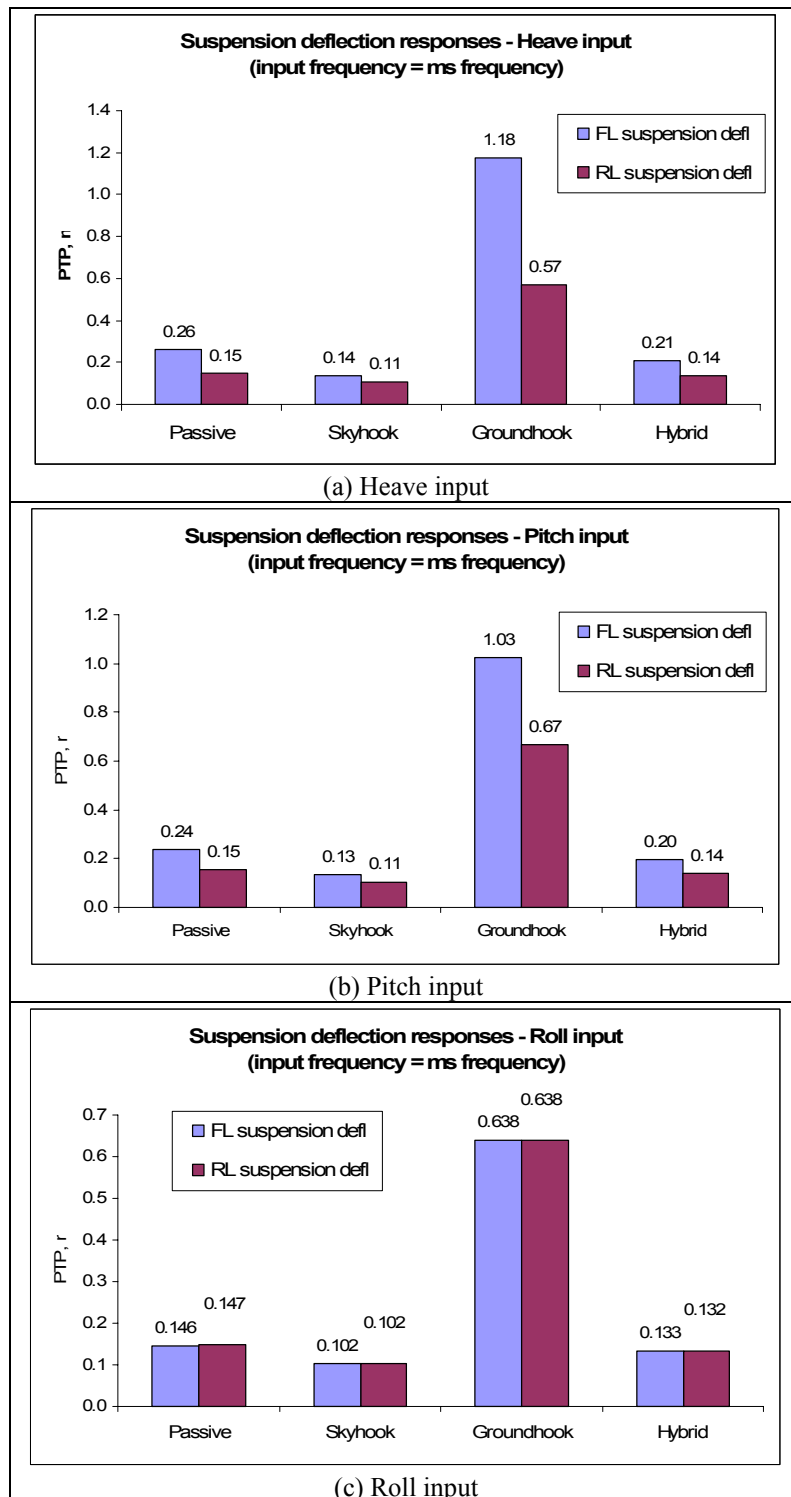 Suspension deflection responses - Heave input
(input frequency = ms frequency)
1.4
1.2
1.0
0.8
0.6
0.4
0.2
0.0
PTP, r
FL suspension defl
RL suspension defl
0.26
0.15
0.14
0.11
1.18
0.57
0.21
0.14
Passive
Skyhook
Groundhook
Hybrid
(a) Heave input
Suspension deflection responses - Pitch input
(input frequency = ms frequency)
1.2
1.0
0.8
0.6
0.4
0.2
0.0
PTP, r
FL suspension defl
RL suspension defl
0.24
0.15
0.13
0.11
1.03
0.67
0.20
0.14
Passive
Skyhook
Groundhook
Hybrid
(b) Pitch input
Suspension deflection responses - Roll input
(input frequency = ms frequency)
0.7
0.6
0.5
0.4
0.3
0.2
0.1
0.0
PTP, r
FL suspension defl
RL suspension defl
0.146
0.147
0.102
0.102
0.638
0.638
0.133
0.132
Passive
Skyhook
Groundhook
Hybrid
(c) Roll input